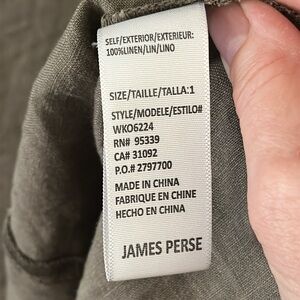 SELF/EXTERIOR/EXTERIEUR:
100%LINEN/LIN/LINO
SIZE/TAILLE/TALLA:1
STYLE/MODELE/ESTILO#
WKO6224
RN# 95339
CA# 31092
P.O.# 2797700
MADE IN CHINA
FABRIQUE EN CHINE
HECHO EN CHINA
JAMES PERSE